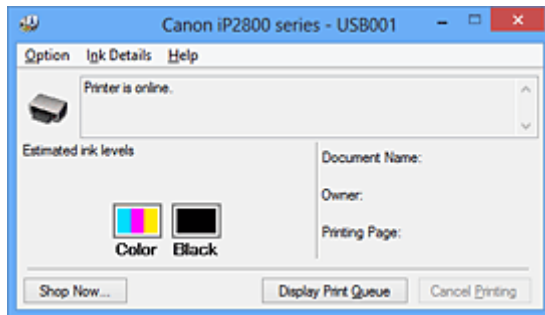 Canon iP2800 series - USB001
Option Ink Details Help
Printer is online.
Estimated ink levels
Document Name:
Owner:
Printing Page:
Color Black
Shop Now... Display Print Queue Cancel Printing